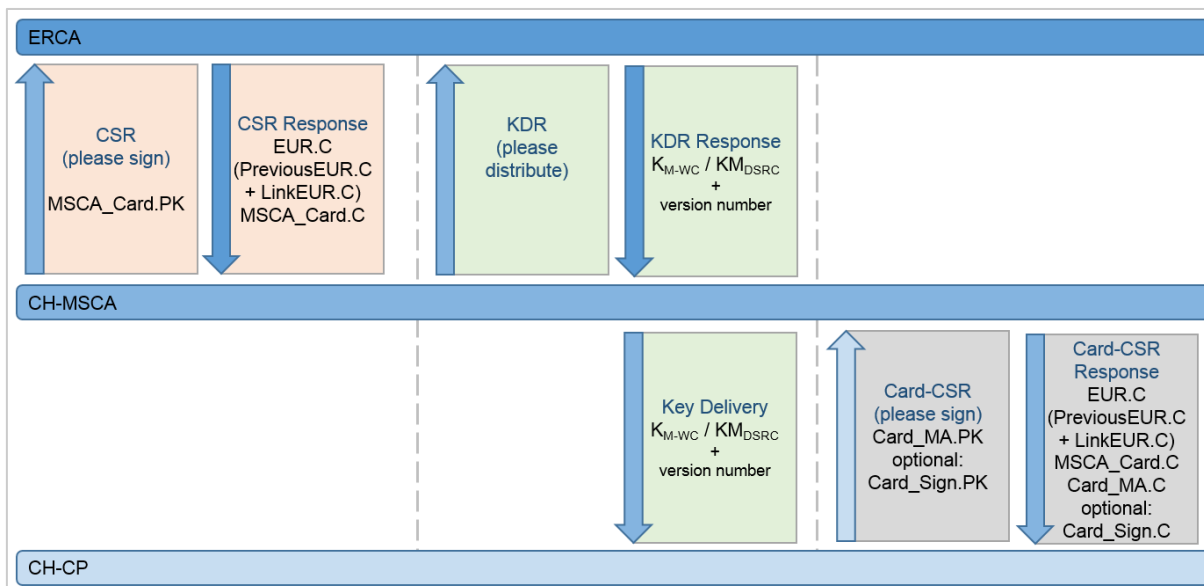 ERCA
CSR
(please sign)
MSCA_Card.PK
CSR Response
EUR.C
(PreviousEUR.C
+ LinkEUR.C)
MSCA_Card.C
KDR
(please
distribute)
KDR Response
KM-WC / KMDSRC
+
version number
CH-MSCA
Key Delivery
KM-WC / KMDSRC
+
version number
Card-CSR
(please sign)
Card_MA.PK
optional:
Card_Sign.PK
Card-CSR
Response
EUR.C
(PreviousEUR.C
+ LinkEUR.C)
MSCA_Card.C
Card_MA.C
optional:
Card_Sign.C
CH-CP